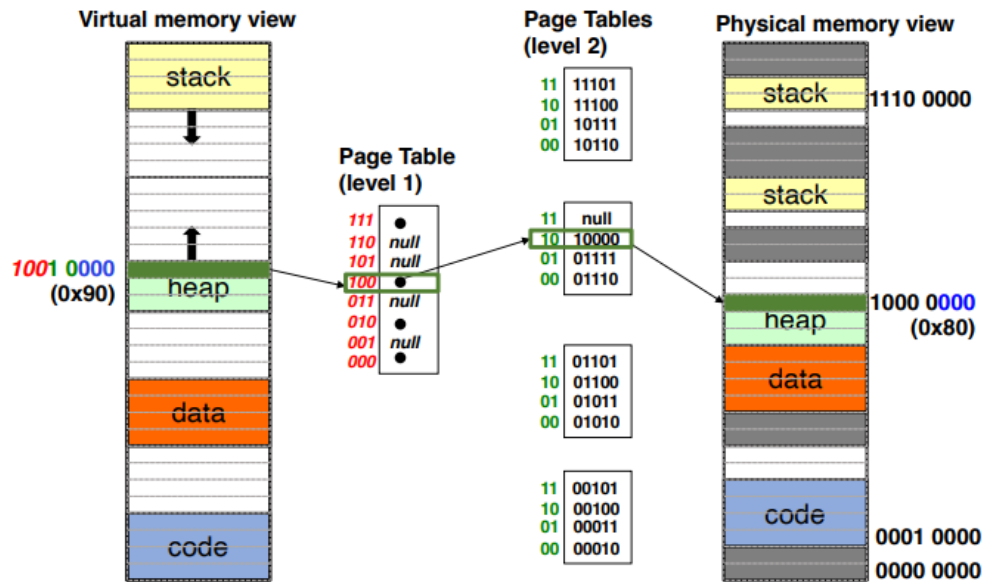 Virtual memory view
stack
1001 0000
(0x90)
heap
data
code
Page Table
(level 1)
111
110 null
101 null
100
011 null
010
001 null
000
Page Tables
(level 2)
11 11101
10 11100
01 10111
00 10110
11 null
10 10000
01 01111
00 01110
11 01101
10 01100
01 01011
00 01010
11 00101
10 00100
01 00011
00 00010
Physical memory view
stack
1110 0000
stack
1000 0000
(0x80)
heap
data
code
0001 0000
0000 0000